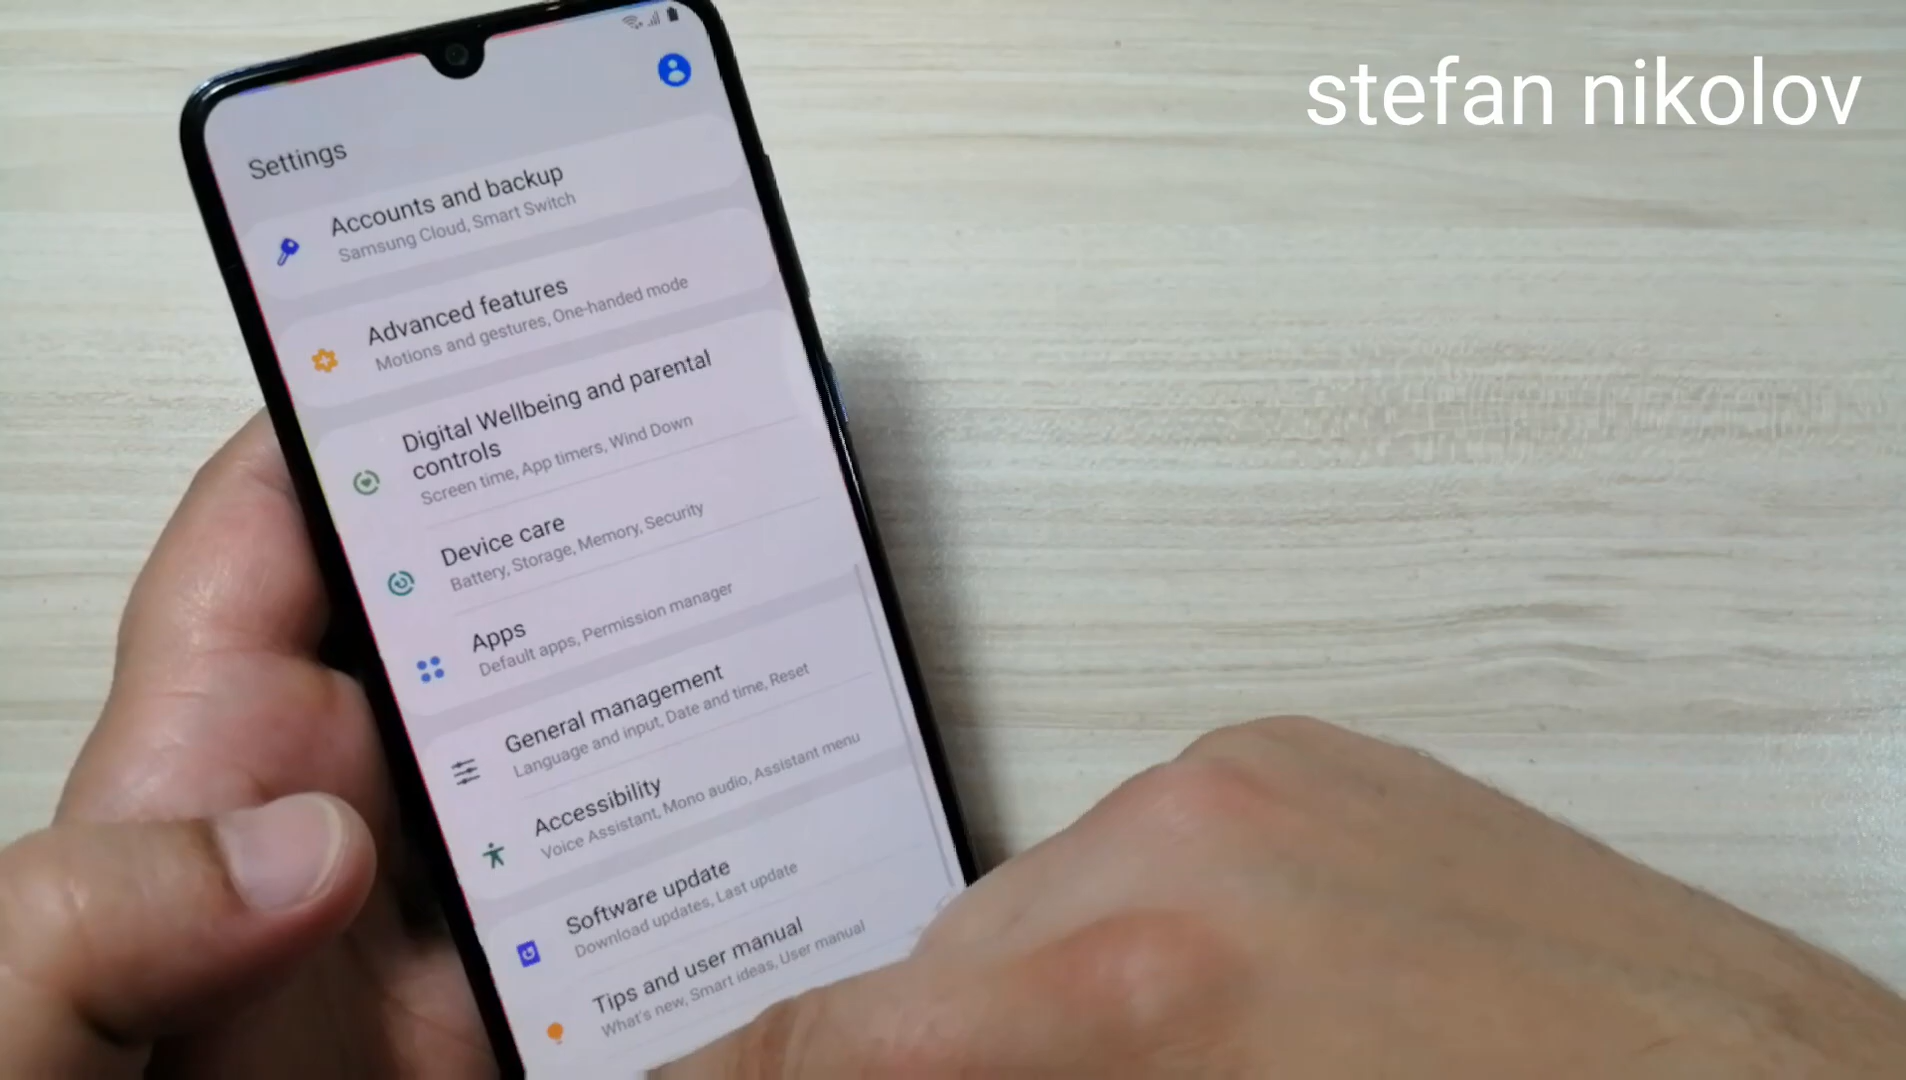 stefan nikolov
Settings
Accounts and backup
Samsung Cloud, Smart Switch
Advanced features
Motions and gestures, One-handed mode
Digital Wellbeing and parental
controls
Screen time, App timers, Wind Down
Device care
Battery, Storage, Memory, Security
Apps
Default apps, Permission manager
General management
Language and input, Date and time, Reset
Accessibility
Voice Assistant, Mono audio, Assistant menu
Software update
Download updates, Last update
Tips and user manual
What's new, Smart ideas, User manual